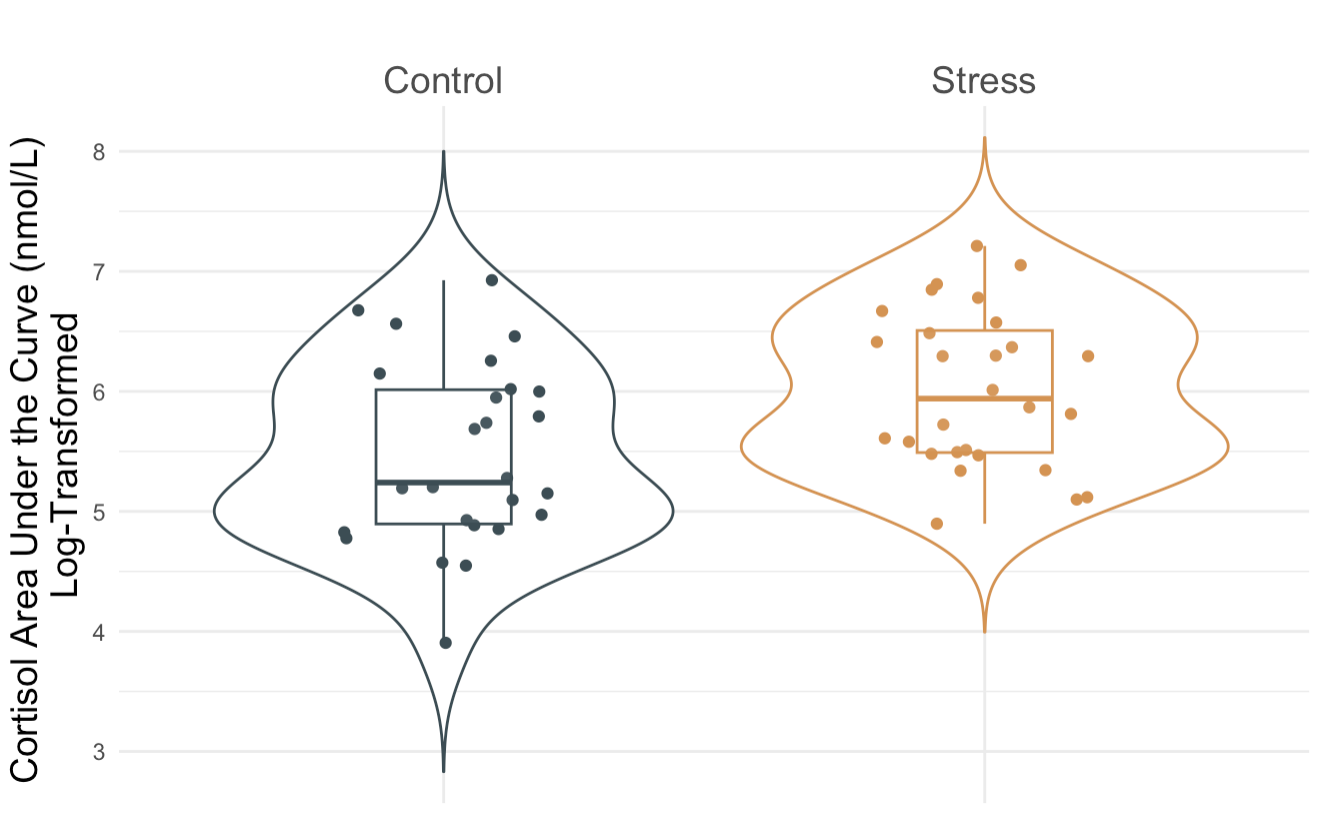 Control
Stress
Cortisol Area Under the Curve (nmol/L)
Log-Transformed
8
7
6
5
4
3